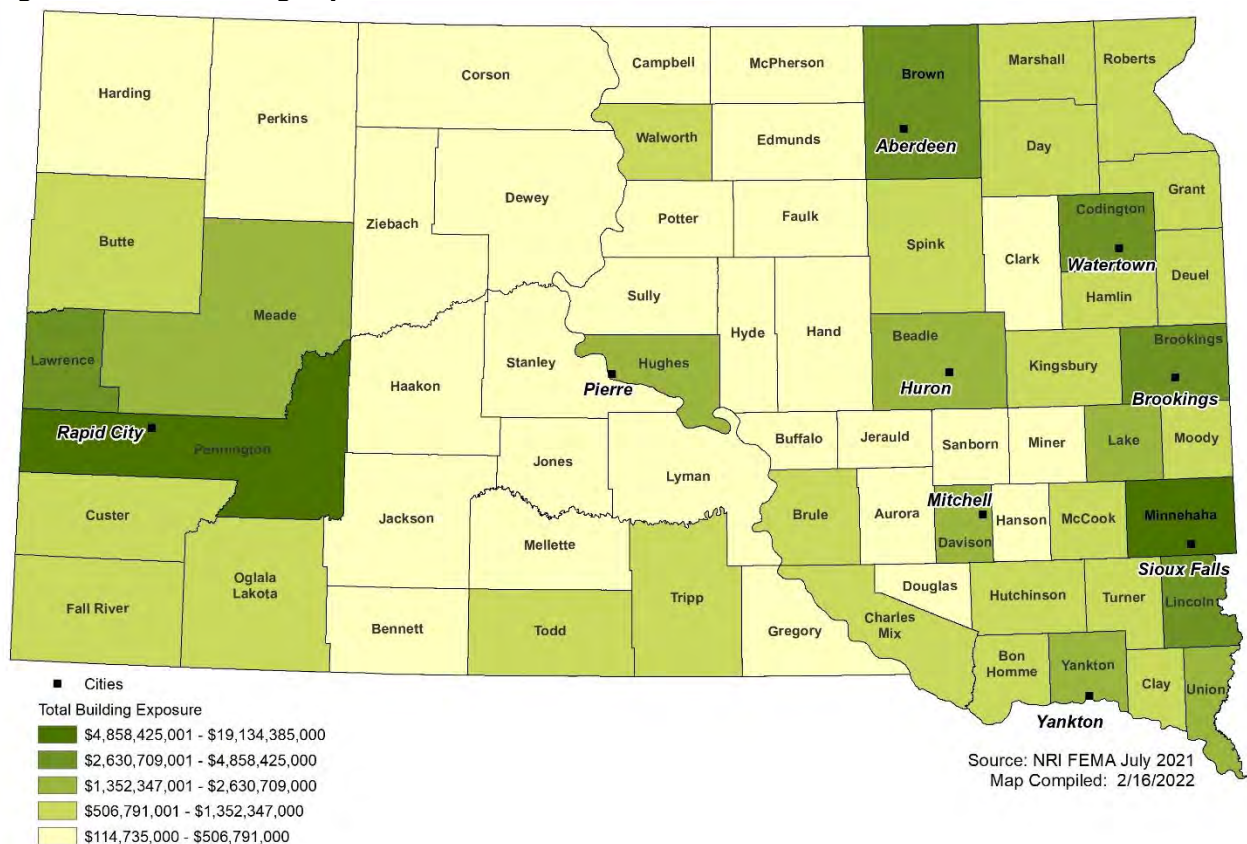 Campbell
McPherson
Brown
Marshall
Roberts
Corson
Harding
Perkins
Walworth
Edmunds
Aberdeen
Day
Grant
Dewey
Ziebach
Potter
Faulk
Codington
Butte
Spink
Clark
Watertown
Deuel
Hamlin
Sully
Meade
Hyde
Hand
Beadle
Brookings
Lawrence
Stanley
Hughes
Kingsbury
Haakon
Pierre
Huron
Brookings
Rapid City
Pennington
Buffalo
Jerauld
Sanborn
Miner
Lake
Moody
Jones
Lyman
Custer
Jackson
Mitchell
Brule
Aurora
Hanson
McCook
Minnehaha
Mellette
Davison
Sioux Falls
Oglala
Lakota
Douglas
Fall River
Tripp
Hutchinson
Turner
Lincoln
Bennett
Todd
Gregory
Charles
Mix
Bon
Homme
Yankton
Clay
Union
Yankton
Cities
Total Building Exposure
$4,858,425,001 - $19,134,385,000
$2,630,709,001 - $4,858,425,000
$1,352,347,001 - $2,630,709,000
$506,791,001 - $1,352,347,000
$114,735,000 - $506,791,000
Source: NRI FEMA July 2021
Map Compiled: 2/16/2022